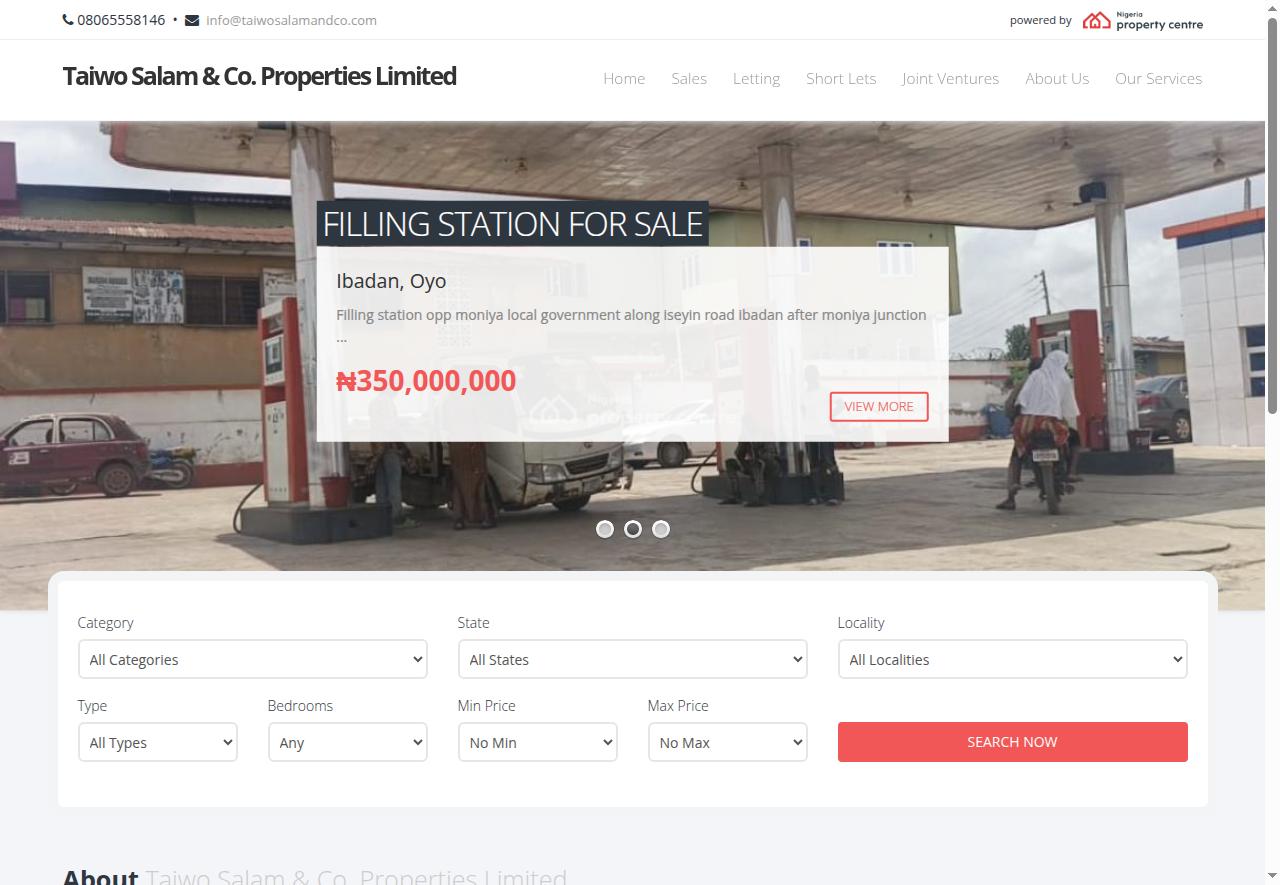 08065558146 • info@taiwosalamandco.com
powered by Nigeria property centre
Taiwo Salam & Co. Properties Limited
Home Sales Letting Short Lets Joint Ventures About Us Our Services
FILLING STATION FOR SALE
Ibadan, Oyo
Filling station opp moniya local government along iseyin road ibadan after moniya junction
...
₦350,000,000
VIEW MORE
Category State Locality
All Categories All States All Localities
Type Bedrooms Min Price Max Price
All Types Any No Min No Max SEARCH NOW
About Taiwo Salam & Co. Properties Limited